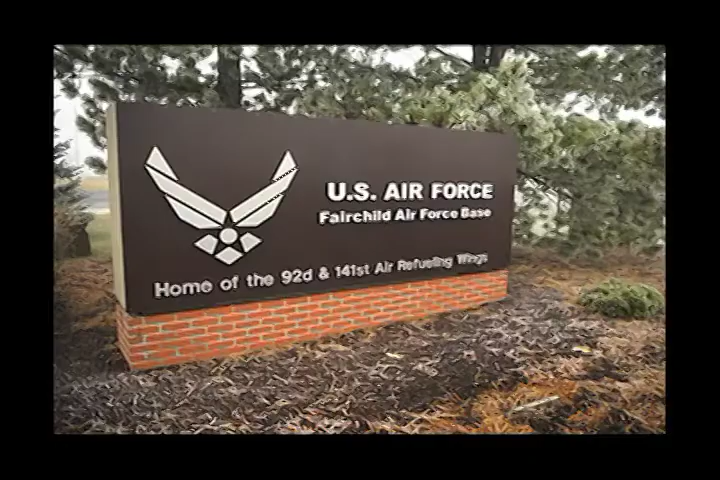 U.S. AIR FORCE
Fairchild Air Force Base
Home of the 92d & 141st Air Refueling Wings